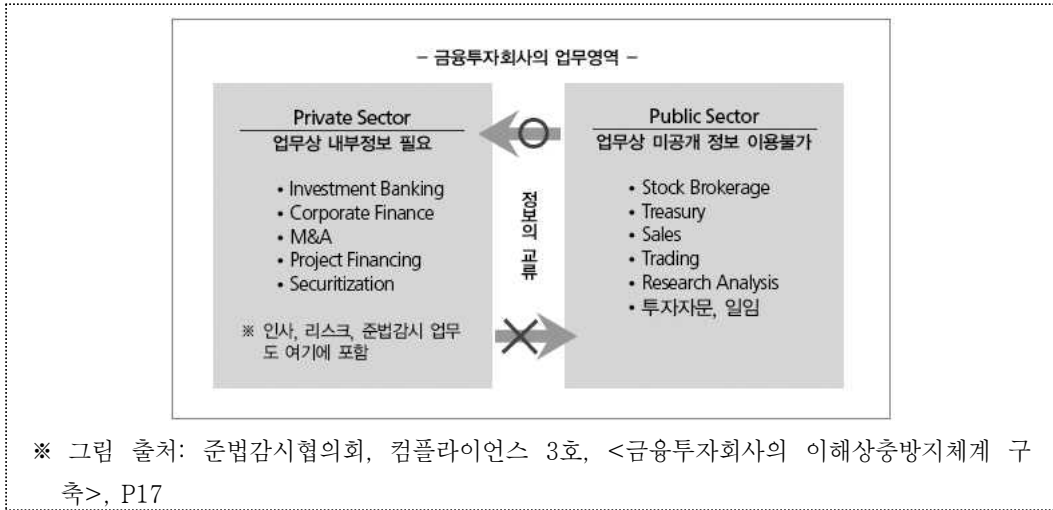 - 금융투자회사의 업무영역 -
Private Sector
업무상 내부정보 필요
• Investment Banking
• Corporate Finance
• M&A
• Project Financing
• Securitization
※ 인사, 리스크, 준법감시 업무
도 여기에 포함
정보의 교류
Public Sector
업무상 미공개 정보 이용불가
• Stock Brokerage
• Treasury
• Sales
• Trading
• Research Analysis
• 투자자문, 일임
※ 그림 출처: 준법감시협의회, 컴플라이언스 3호, <금융투자회사의 이해상충방지체계 구
축>, P17